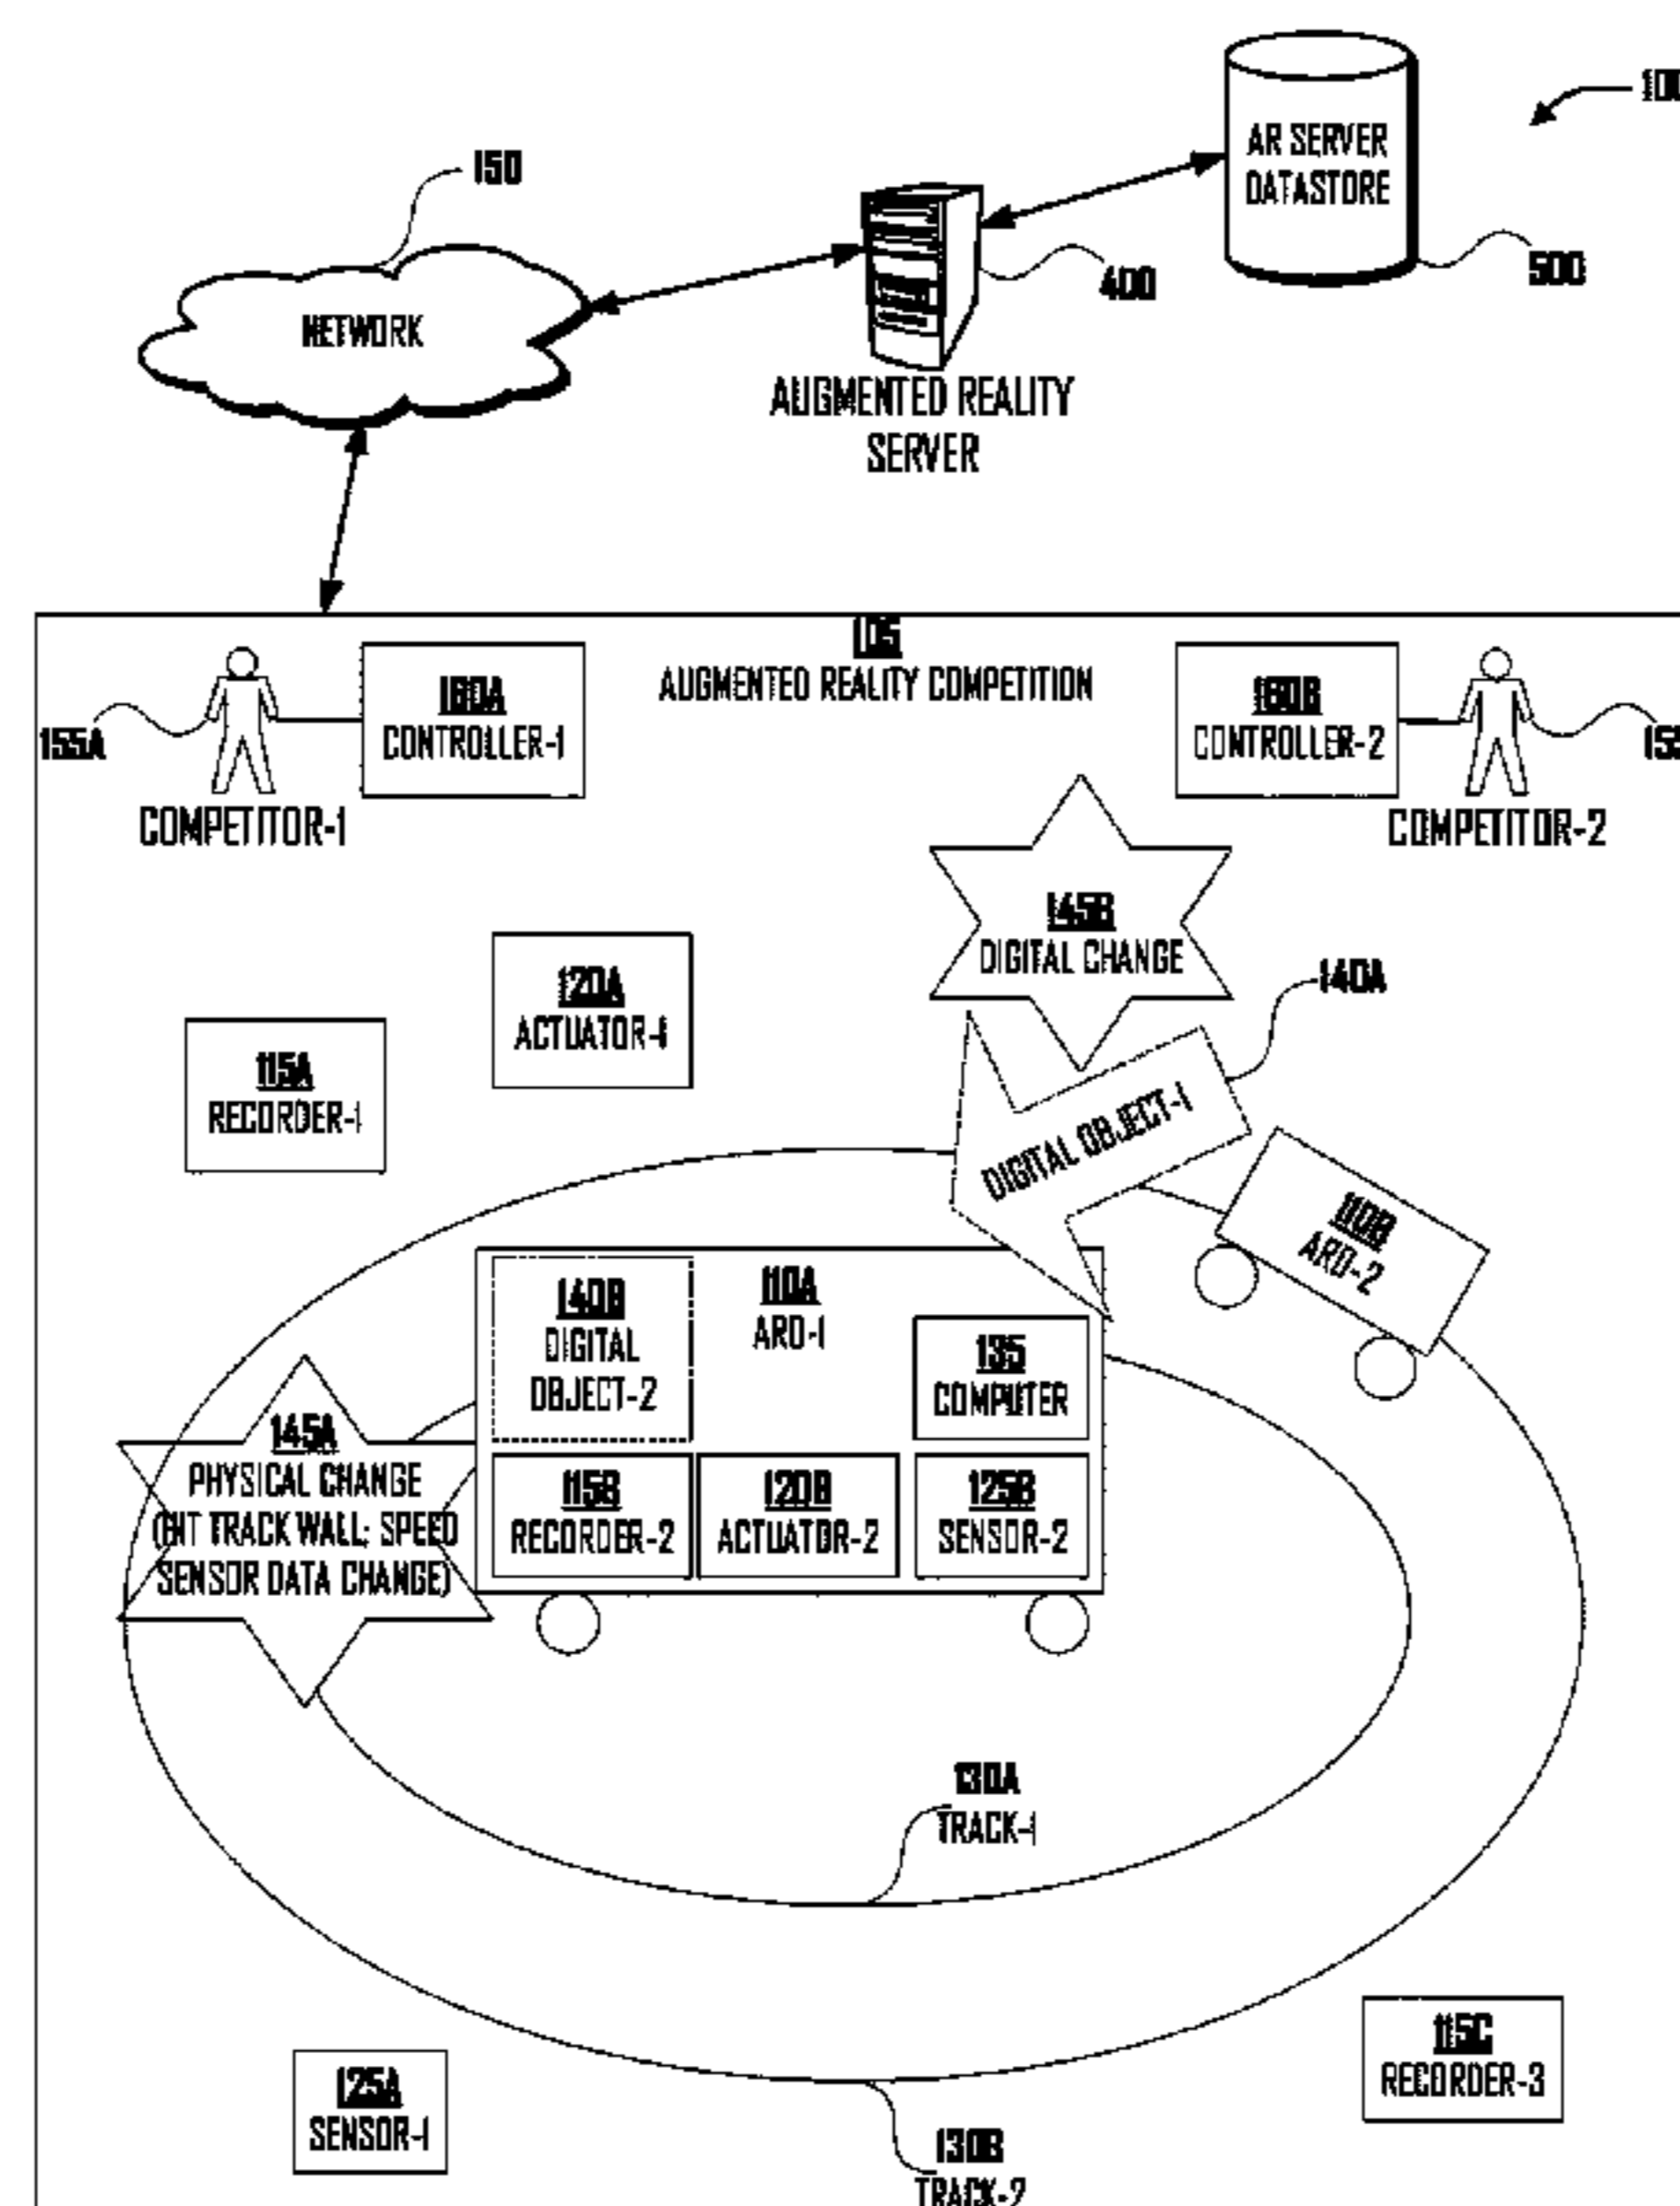 AR SERVER
DATASTORE
150
NETWORK
400
500
AUGMENTED REALITY
SERVER
105
AUGMENTED REALITY COMPETITION
160A
CONTROLLER-1
160B
CONTROLLER-2
155A
COMPETITOR-1
COMPETITOR-2
145B
DIGITAL CHANGE
140A
120A
ACTUATOR-1
115A
RECORDER-1
DIGITAL OBJECT-1
110B
ARO-2
140B
DIGITAL
OBJECT-2
110A
ARO-1
135
COMPUTER
145A
PHYSICAL CHANGE
(HIT TRACK WALL; SPEED
SENSOR DATA CHANGE)
115B
RECORDER-2
120B
ACTUATOR-2
125B
SENSOR-2
130A
TRACK-1
115C
RECORDER-3
125A
SENSOR-1
130B
TRACK-2